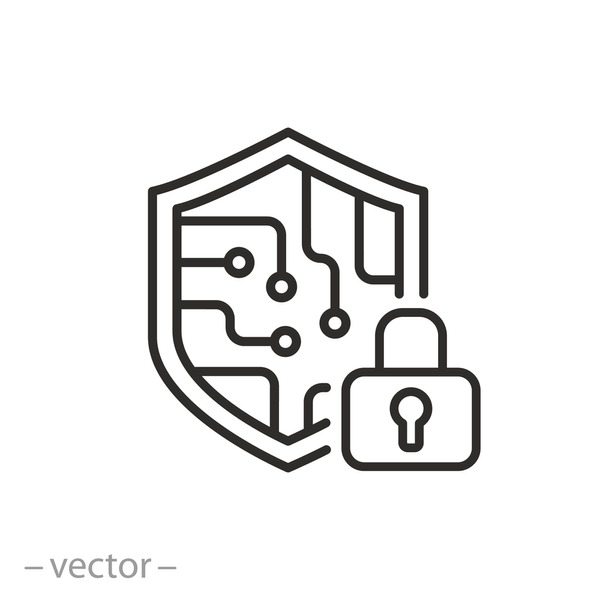 – vector –